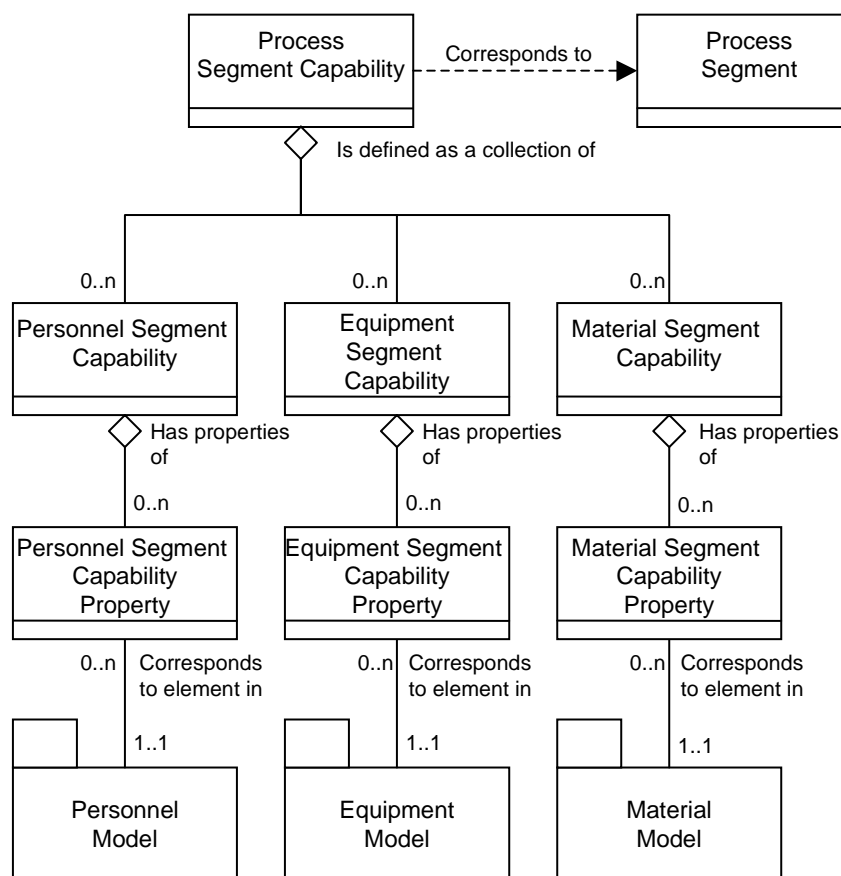 Process
Segment Capability
Corresponds to
Process
Segment
Is defined as a collection of
0..n
0..n
0..n
Personnel Segment
Capability
Equipment
Segment
Capability
Material Segment
Capability
Has properties
of
Has properties
of
Has properties
of
0..n
0..n
0..n
Personnel Segment
Capability
Property
Equipment Segment
Capability
Property
Material Segment
Capability
Property
0..n
Corresponds
to element in
0..n
Corresponds
to element in
0..n
Corresponds
to element in
1..1
1..1
1..1
Personnel
Model
Equipment
Model
Material
Model